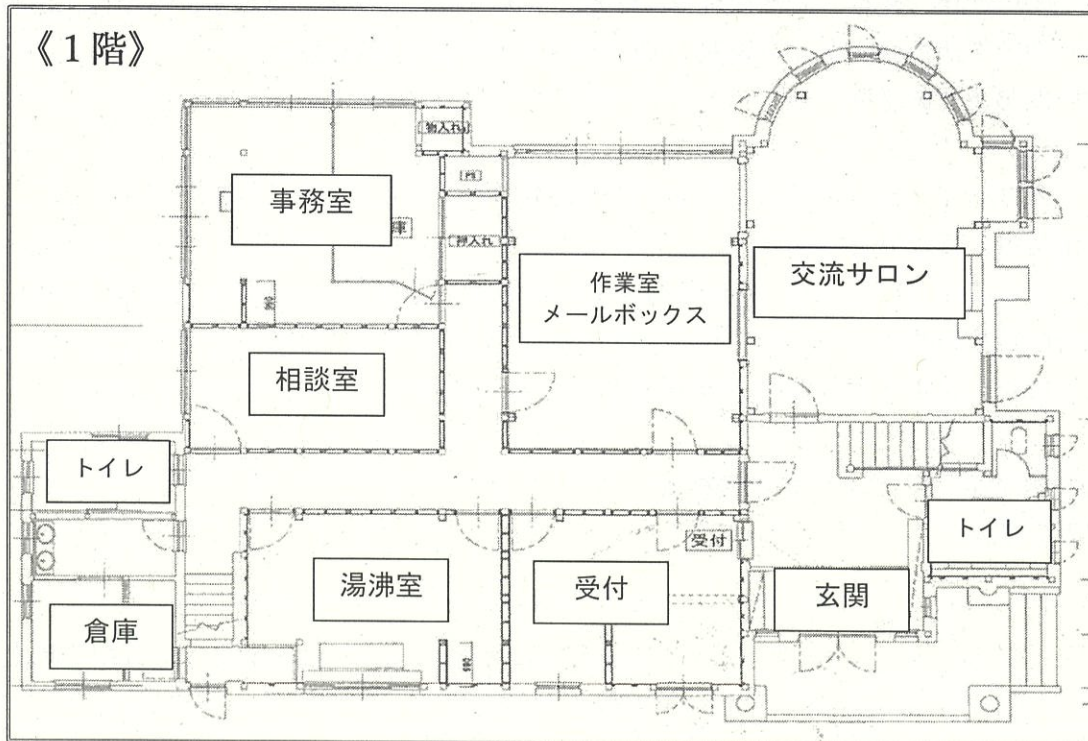 《1階》
物入れ
PS
事務室
庫
押入れ
作業室
メールボックス
交流サロン
相談室
トイレ
受付
トイレ
湯沸室
受付
玄関
倉庫